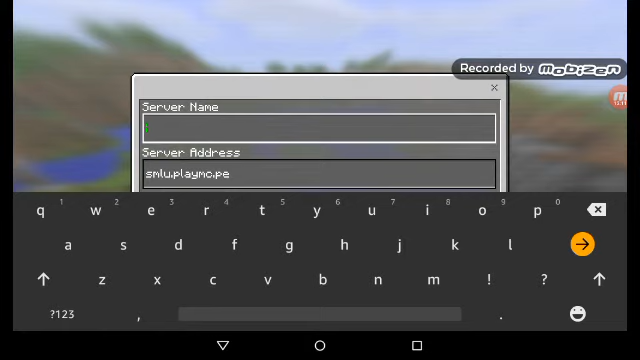 Recorded by mobizen
×
Server Name
Server Address
smlu.playmc.pe
q 1 w 2 e 3 r 4 t 5 y 6 u 7 i 8 o 9 p 0
a s d f g h j k l
z x c v b n m ! ?
?123 , .